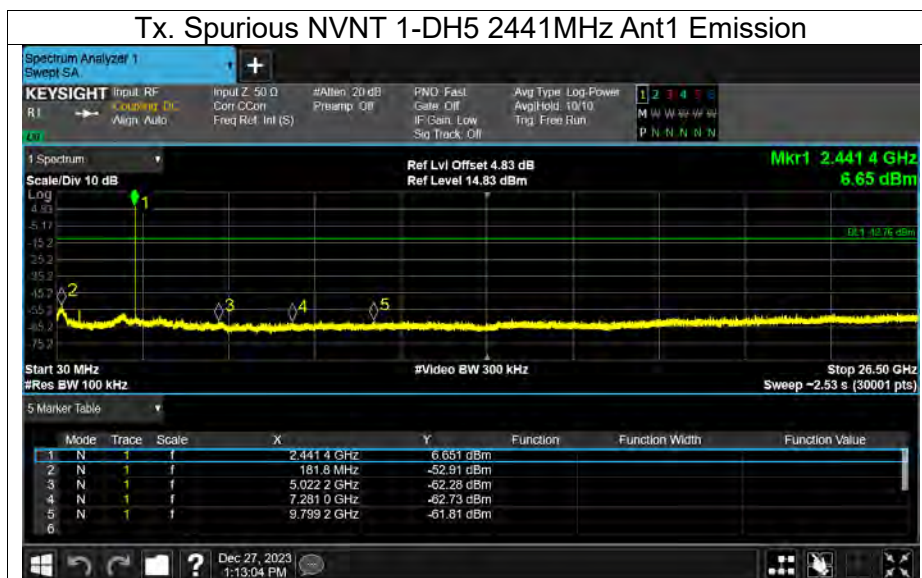 Tx. Spurious NVNT 1-DH5 2441MHz Ant1 Emission
Spectrum Analyzer 1
Swept SA
+
KEYSIGHT Input: RF Input Z: 50 Ω #Atten: 20 dB PNO: Fast Avg Type: Log-Power 1 2 3 4 5 6
R1 Coupling: DC Corr CCorr Preamp: Off Gate: Off Avg|Hold: 10/10 M W W W W W
Align: Auto Freq Ref: Int (S) IF Gain: Low Trig: Free Run
Sig Track: Off P N N N N N
1 Spectrum Ref Lvl Offset 4.83 dB Mkr1 2.441 4 GHz
Scale/Div 10 dB Ref Level 14.83 dBm 6.65 dBm
Log
4.83
-5.17
-15.2
-25.2
-35.2
-45.2
-55.2
-65.2
-75.2
1
2
3
4
5
Start 30 MHz #Video BW 300 kHz Stop 26.50 GHz
#Res BW 100 kHz Sweep ~2.53 s (30001 pts)
5 Marker Table
Mode Trace Scale X Y Function Function Width Function Value
1 N 1 f 2.441 4 GHz 6.651 dBm
2 N 1 f 181.8 MHz -52.91 dBm
3 N 1 f 5.022 2 GHz -62.28 dBm
4 N 1 f 7.281 0 GHz -62.73 dBm
5 N 1 f 9.799 2 GHz -61.81 dBm
6
? Dec 27, 2023
1:13:04 PM